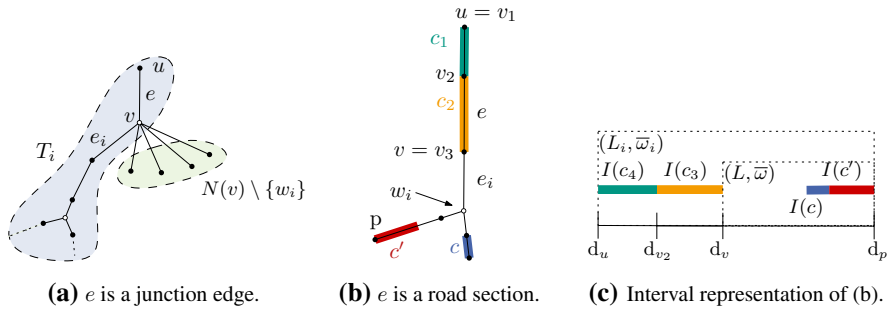 u
v
e
e_i
T_i
N(v) \ {w_i}
(a) e is a junction edge.
u = v_1
c_1
v_2
c_2
e
v = v_3
e_i
w_i
p
c'
c
(b) e is a road section.
(L_i, ω̅_i)
I(c_4) I(c_3) (L, ω̅) I(c')
I(c)
d_u d_{v_2} d_v d_p
(c) Interval representation of (b).